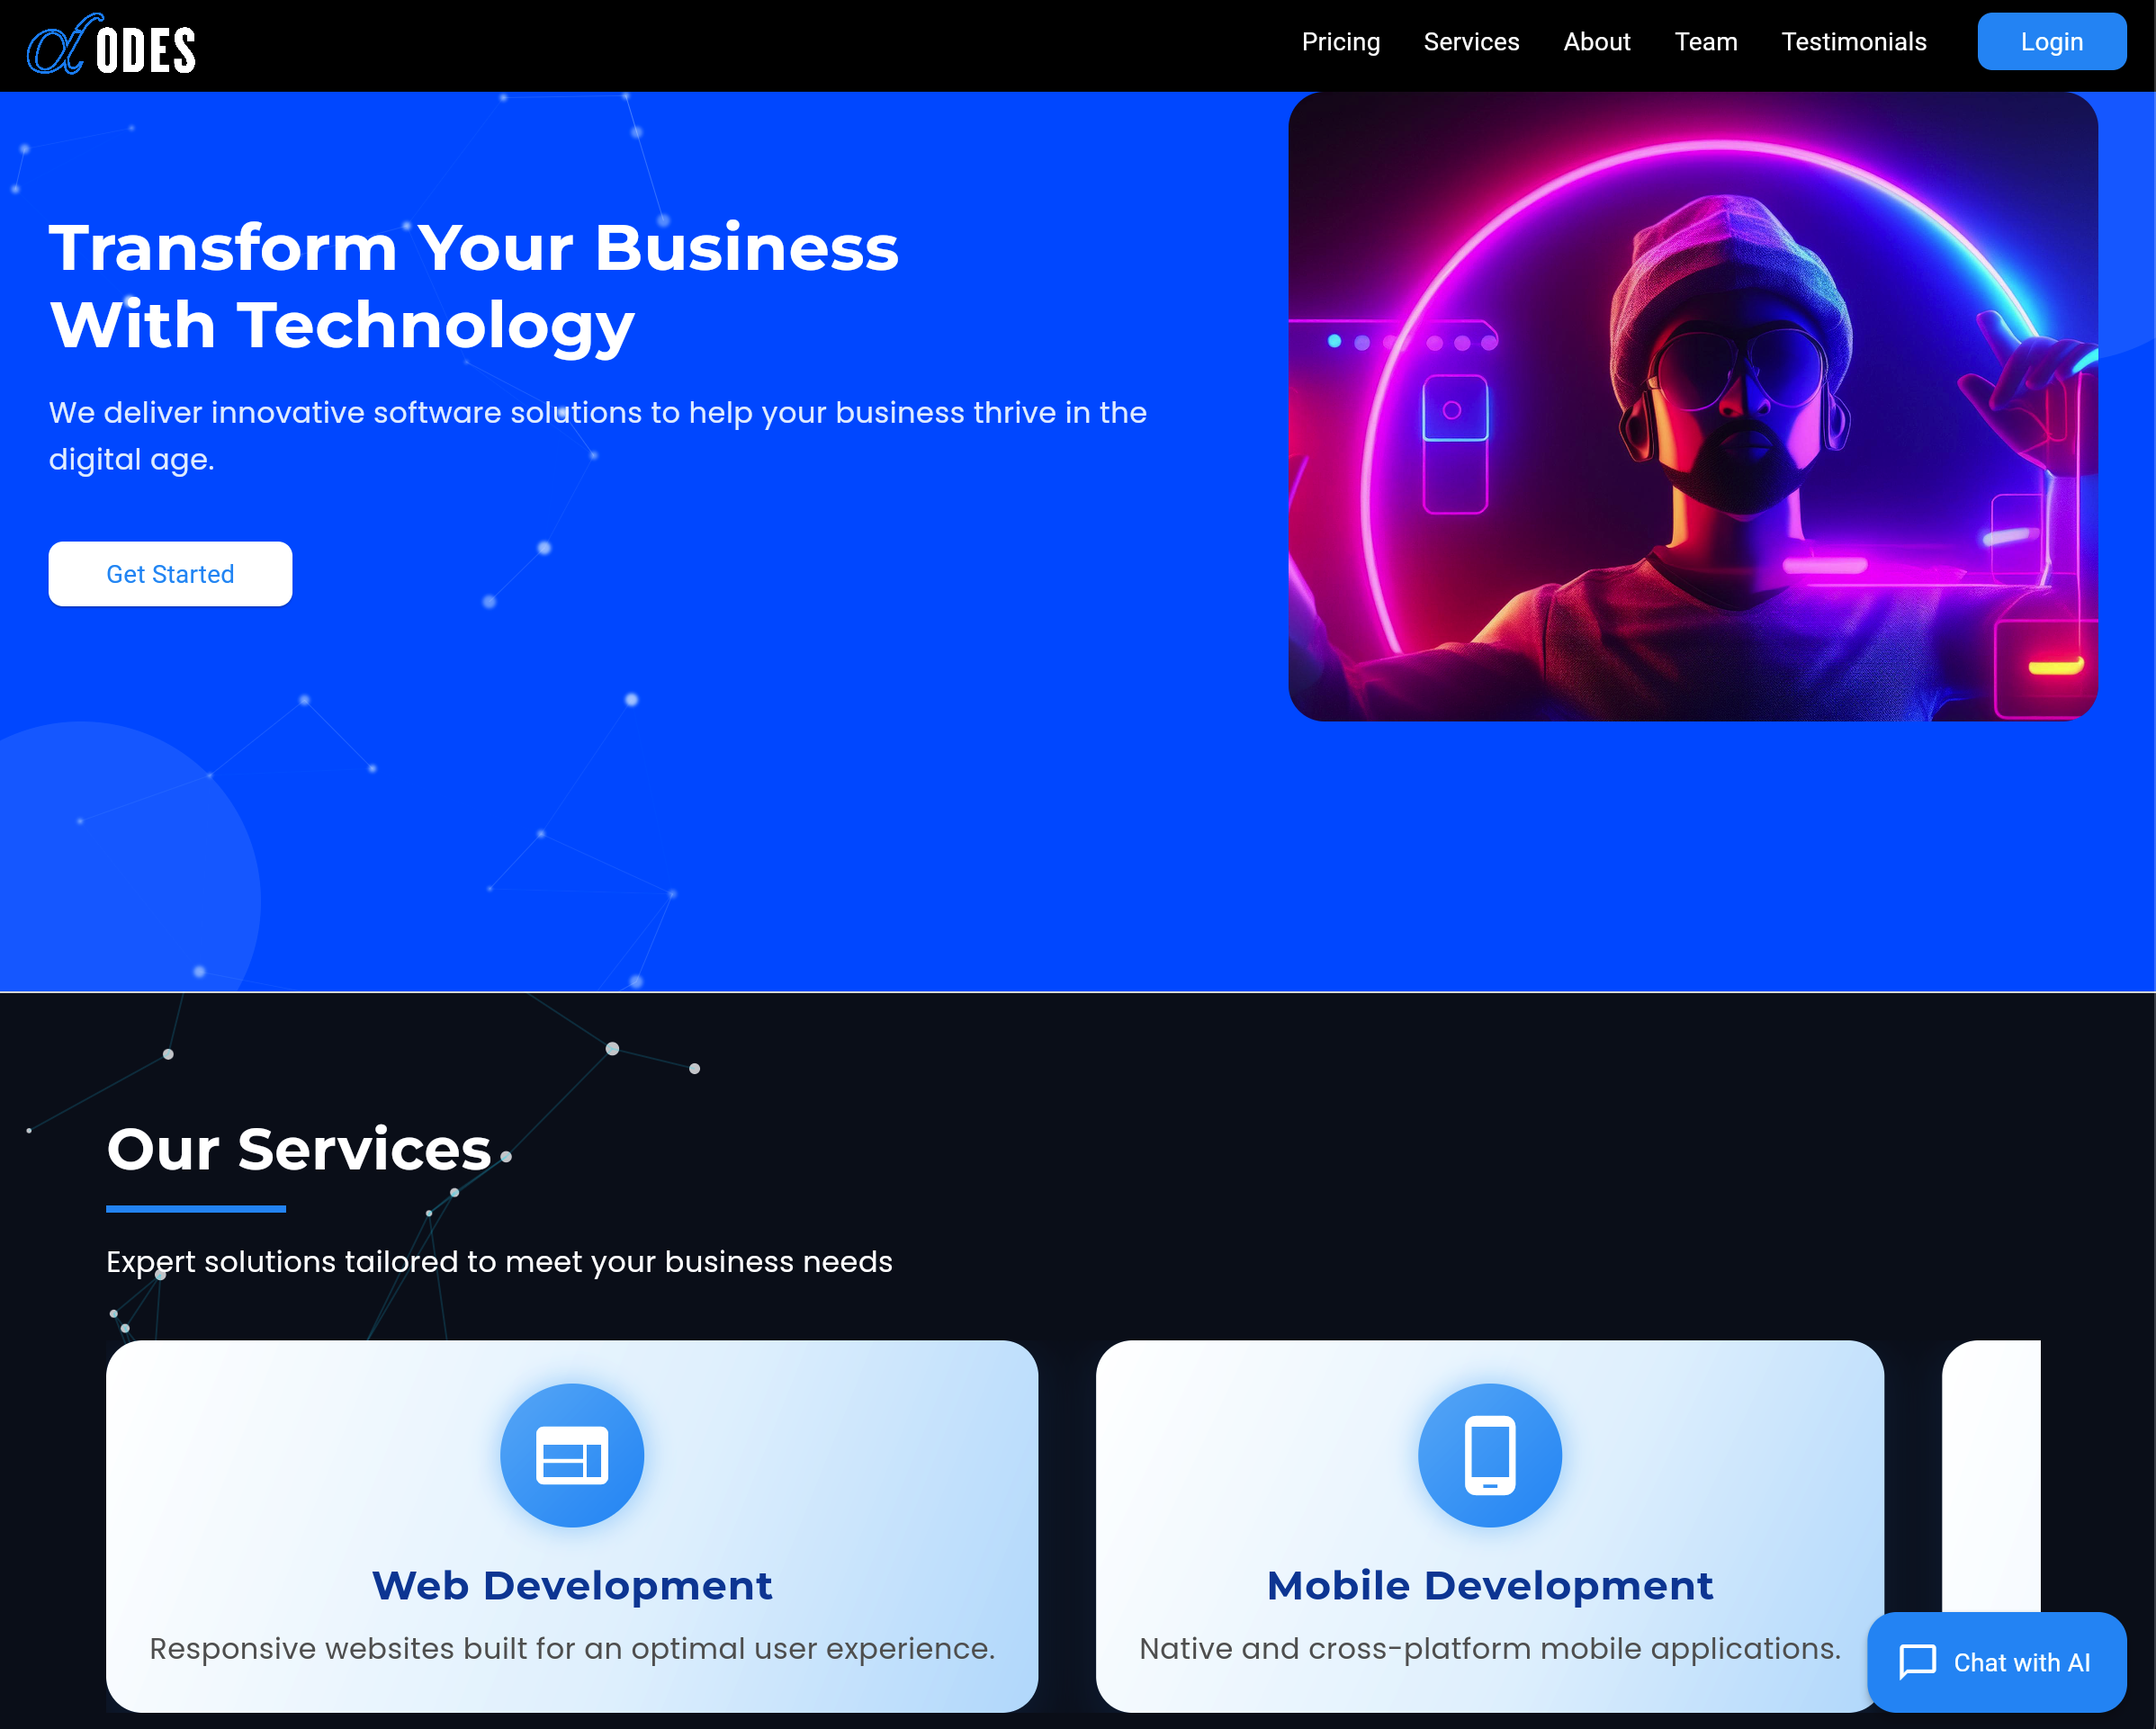 d ODES
Pricing Services About Team Testimonials Login
Transform Your Business
With Technology
We deliver innovative software solutions to help your business thrive in the
digital age.
Get Started
Our Services
Expert solutions tailored to meet your business needs
Web Development
Responsive websites built for an optimal user experience.
Mobile Development
Native and cross-platform mobile applications.
Chat with AI